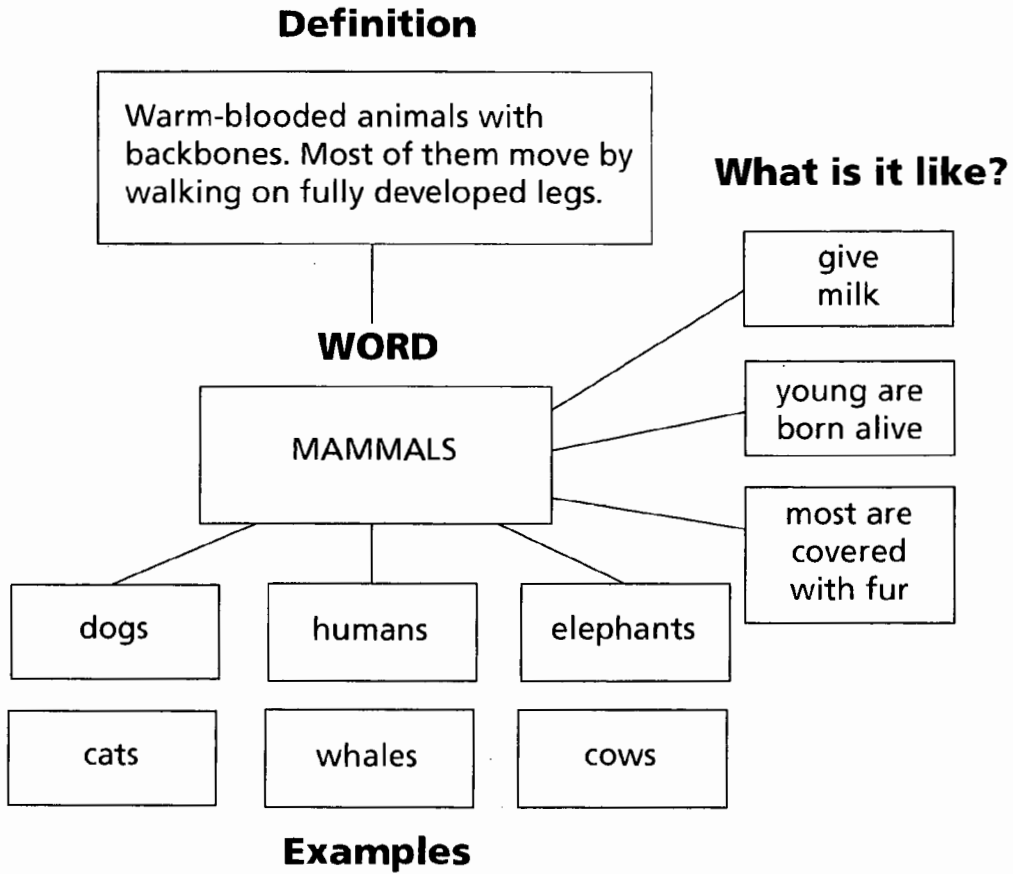 Definition
Warm-blooded animals with
backbones. Most of them move by
walking on fully developed legs.
What is it like?
give
milk
young are
born alive
most are
covered
with fur
WORD
MAMMALS
dogs
humans
elephants
cats
whales
cows
Examples